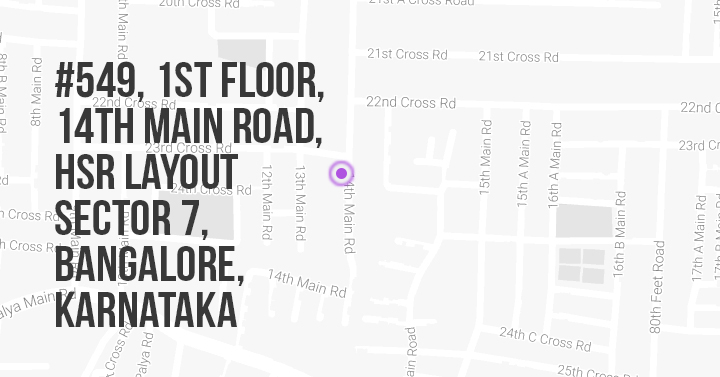 #549, 1ST FLOOR,
14TH MAIN ROAD,
HSR LAYOUT
SECTOR 7,
BANGALORE,
KARNATAKA
20th Cross Rd
21st A Cross Road
21st Cross Rd
21st Cross Rd
22nd Cross Rd
22nd Cross Rd
23rd Cross Rd
24th Cross Rd
8th Main Rd
12th Main Rd
13th Main Rd
14th Main Rd
15th Main Rd
15th A Main Rd
16th A Main Rd
16th B Main Rd
80th Feet Road
17th A Main Rd
24th C Cross Rd
25th Cross